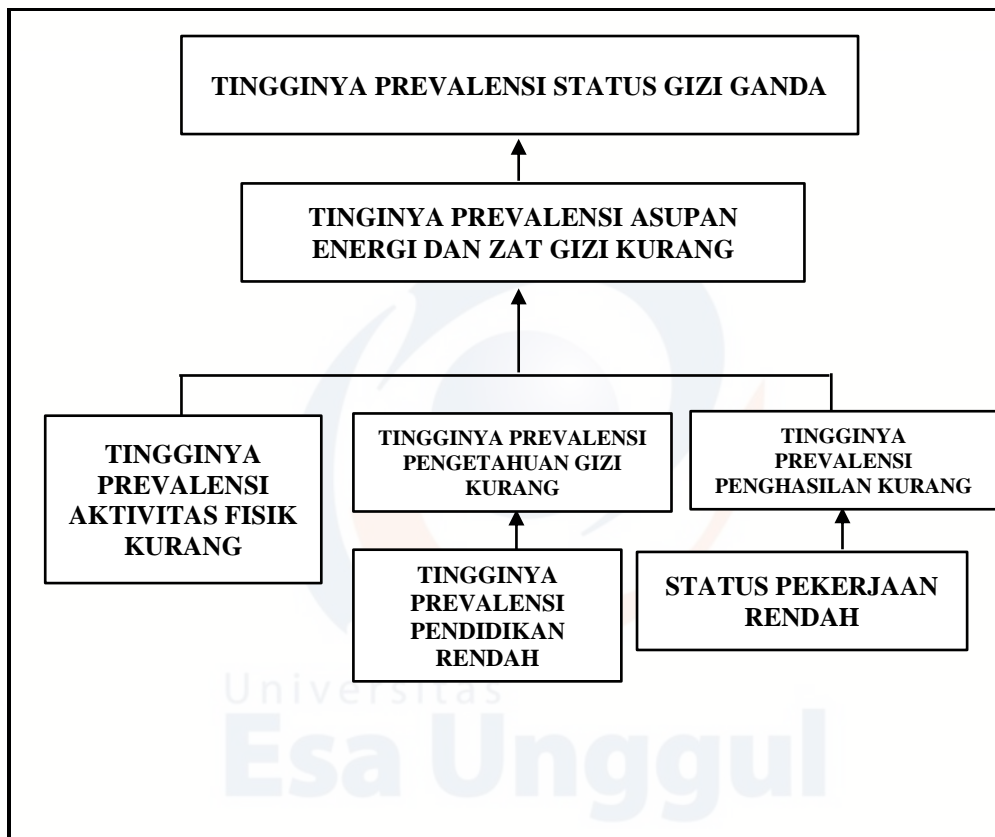 TINGGINYA PREVALENSI STATUS GIZI GANDA
TINGINYA PREVALENSI ASUPAN
ENERGI DAN ZAT GIZI KURANG
TINGGINYA
PREVALENSI
AKTIVITAS FISIK
KURANG
TINGGINYA PREVALENSI
PENGETAHUAN GIZI
KURANG
TINGGINYA
PREVALENSI
PENGHASILAN KURANG
TINGGINYA
PREVALENSI
PENDIDIKAN
RENDAH
STATUS PEKERJAAN
RENDAH
Universitas
Esa Unggul